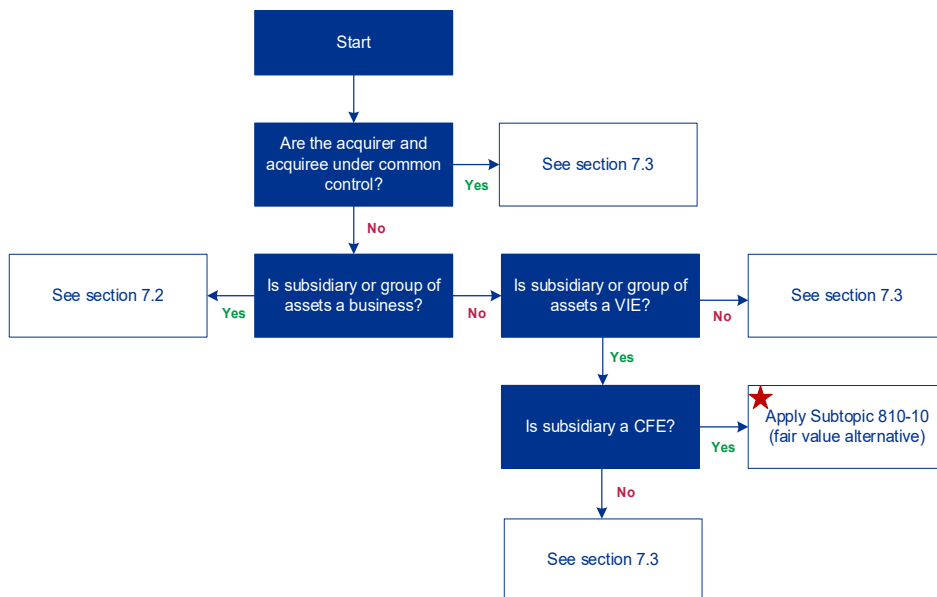 Start
Are the acquirer and
acquiree under common
control?
See section 7.3
Yes
No
See section 7.2
Is subsidiary or group of
assets a business?
Is subsidiary or group of
assets a VIE?
See section 7.3
Yes
No
No
Yes
Is subsidiary a CFE?
Apply Subtopic 810-10
(fair value alternative)
Yes
No
See section 7.3